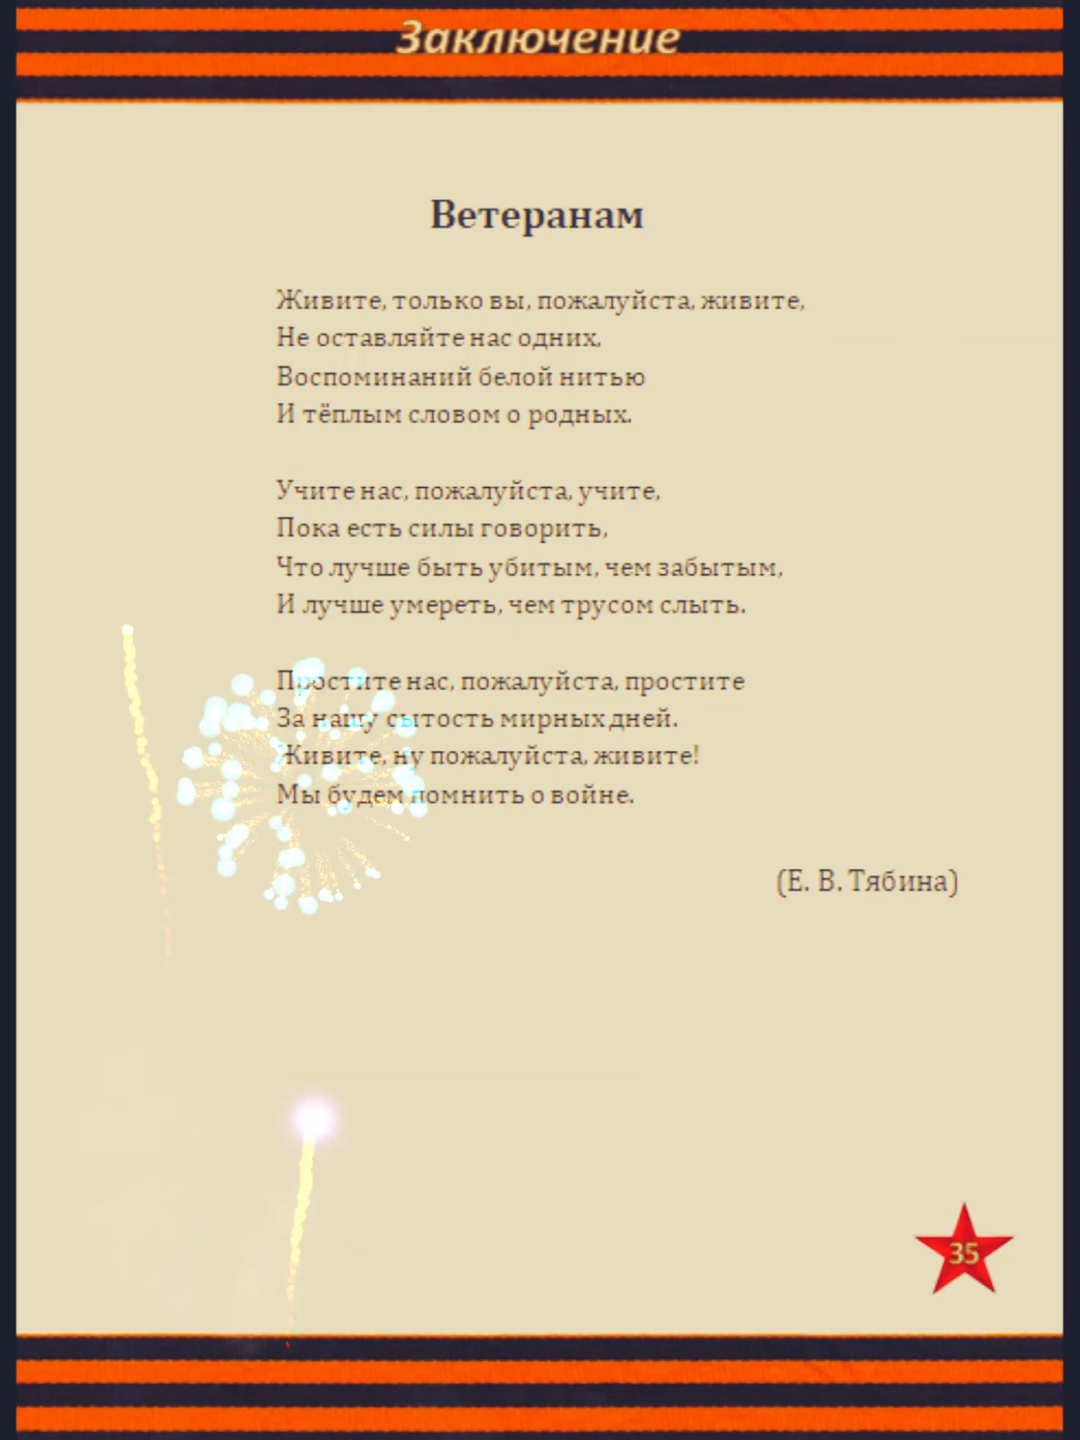 Заключение
Ветеранам
Живите, только вы, пожалуйста, живите,
Не оставляйте нас одних,
Воспоминаний белой нитью
И тёплым словом о родных.
Учите нас, пожалуйста, учите,
Пока есть силы говорить,
Что лучше быть убитым, чем забытым,
И лучше умереть, чем трусом слыть.
Простите нас, пожалуйста, простите
За нашу сытость мирных дней.
Живите, ну пожалуйста, живите!
Мы будем помнить о войне.
(Е. В. Тябина)
35